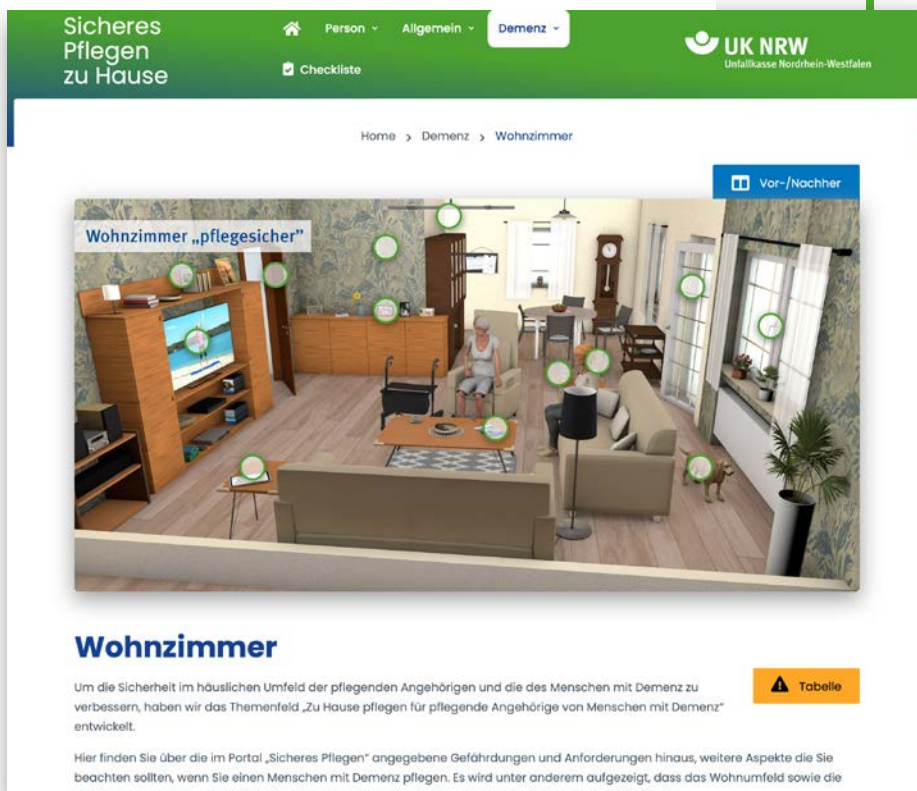 Sicheres
Pflegen
zu Hause
Person
Allgemein
Demenz
Checkliste
UK NRW
Unfallkasse Nordrhein-Westfalen
Home > Demenz > Wohnzimmer
Vor-/Nachher
Wohnzimmer „pflegesicher”
Wohnzimmer
Um die Sicherheit im häuslichen Umfeld der pflegenden Angehörigen und die des Menschen mit Demenz zu
verbessern, haben wir das Themenfeld „Zu Hause pflegen für pflegende Angehörige von Menschen mit Demenz”
entwickelt.
Tabelle
Hier finden Sie über die im Portal „Sicheres Pflegen” angegebene Gefährdungen und Anforderungen hinaus, weitere Aspekte die Sie
beachten sollten, wenn Sie einen Menschen mit Demenz pflegen. Es wird unter anderem aufgezeigt, dass das Wohnumfeld sowie die